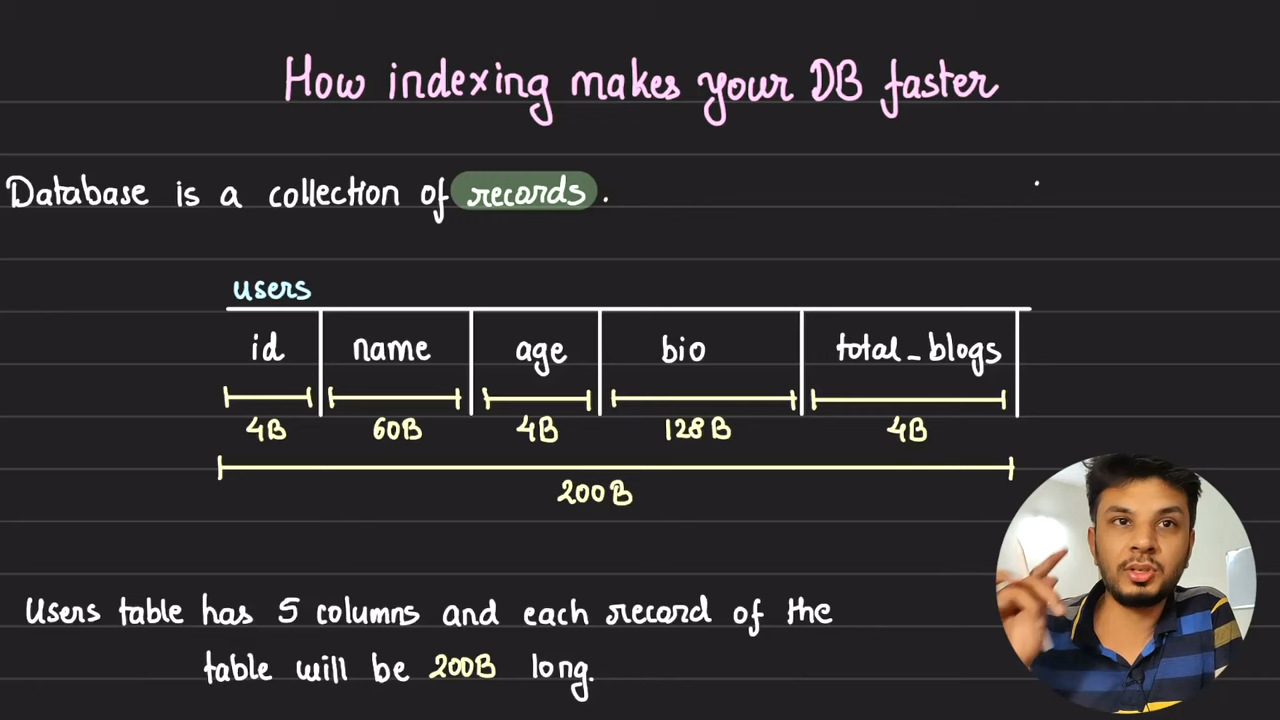 How indexing makes your DB faster
Database is a collection of records.
users
id name age bio total_blogs
4B 60B 4B 128B 4B
200B
Users table has 5 columns and each record of the
table will be 200B long.